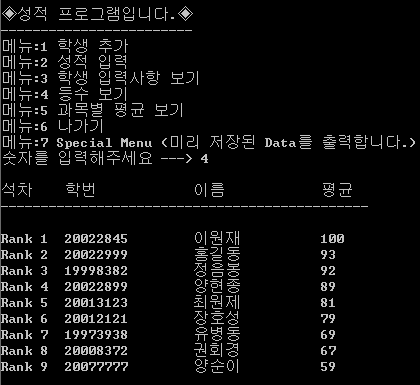 ◈성적 프로그램입니다.◈
------------------------
메뉴:1 학생 추가
메뉴:2 성적 입력
메뉴:3 학생 입력사항 보기
메뉴:4 등수 보기
메뉴:5 과목별 평균 보기
메뉴:6 나가기
메뉴:7 Special Menu (미리 저장된 Data를 출력합니다.)
숫자를 입력해주세요 ---> 4
석차 학번 이름 평균
------------------------------------------------
Rank 1 20022845 이원재 100
Rank 2 20022999 홍길동 93
Rank 3 19998382 정음봉 92
Rank 4 20022899 양현종 89
Rank 5 20013123 최원제 81
Rank 6 20012121 장호성 79
Rank 7 19973938 유병동 69
Rank 8 20008372 권회경 67
Rank 9 20077777 양순이 59